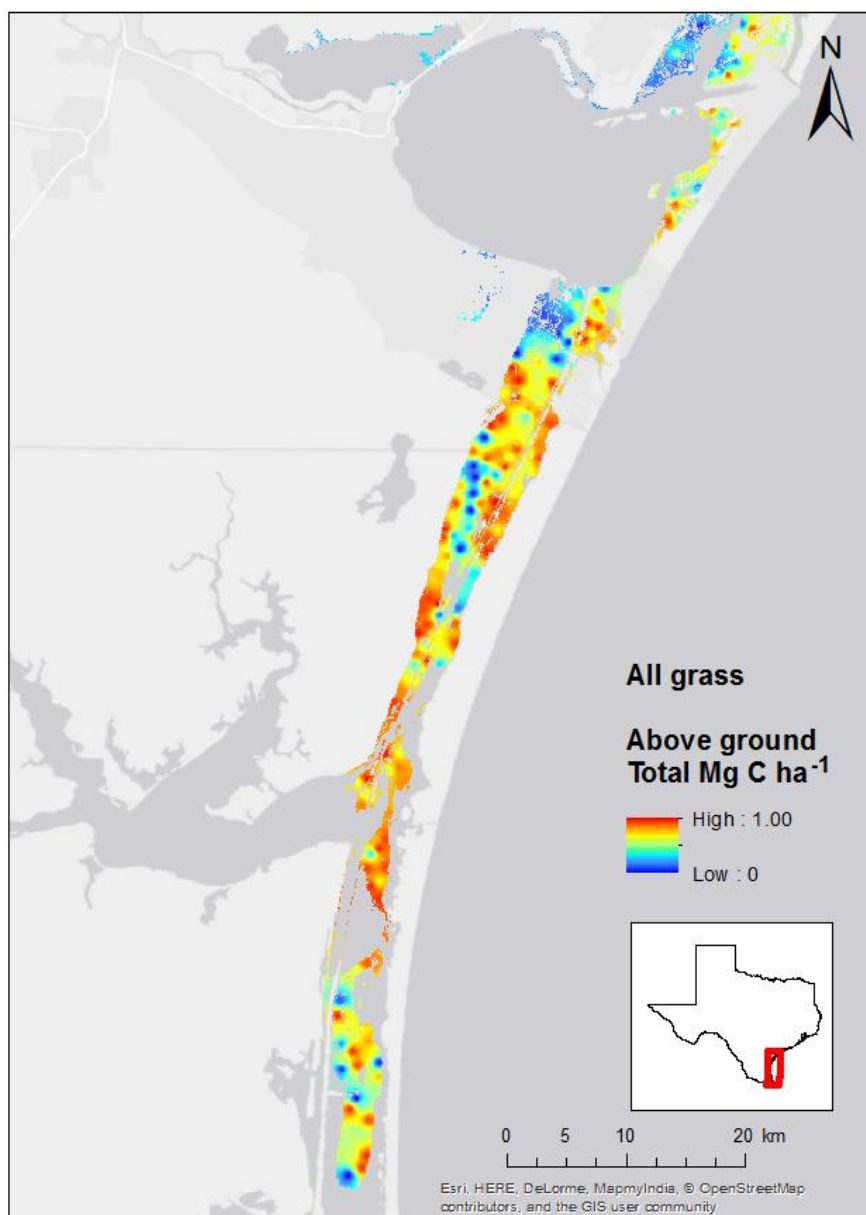 N
All grass
Above ground
Total Mg C ha⁻¹
High : 1.00
Low : 0
0 5 10 20 km
Esri, HERE, DeLorme, MapmyIndia, © OpenStreetMap
contributors, and the GIS user community